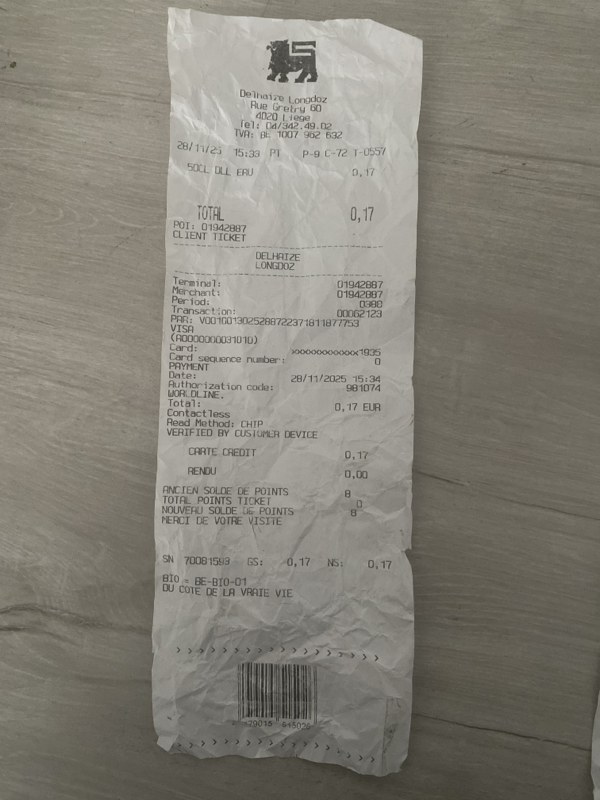 Delhaize Longdoz
Rue Gretry 60
4020 Liege
Tel: 04/342.49.02
TVA: BE 1007 962 632
28/11/25 15:33 PT P-9 C-72 T-0557
50CL DLL EAU 0,17
TOTAL 0,17
POI: 01942887
CLIENT TICKET
DELHAIZE
LONGDOZ
Terminal: 01942887
Merchant: 01942887
Period: 0388
Transaction: 00062123
PAR: V0010013025288722371811877753
VISA
(A0000000031010)
Card: xxxxxxxxxxxx1935
Card sequence number: 0
PAYMENT
Date: 28/11/2025 15:34
Authorization code: 981074
WORLDLINE,
Total: 0,17 EUR
Contactless
Read Method: CHIP
VERIFIED BY CUSTOMER DEVICE
CARTE CREDIT 0,17
RENDU 0,00
ANCIEN SOLDE DE POINTS 8
TOTAL POINTS TICKET 0
NOUVEAU SOLDE DE POINTS 8
MERCI DE VOTRE VISITE
SN 70081593 GS: 0,17 NS: 0,17
BIO = BE-BIO-01
DU COTE DE LA VRAIE VIE